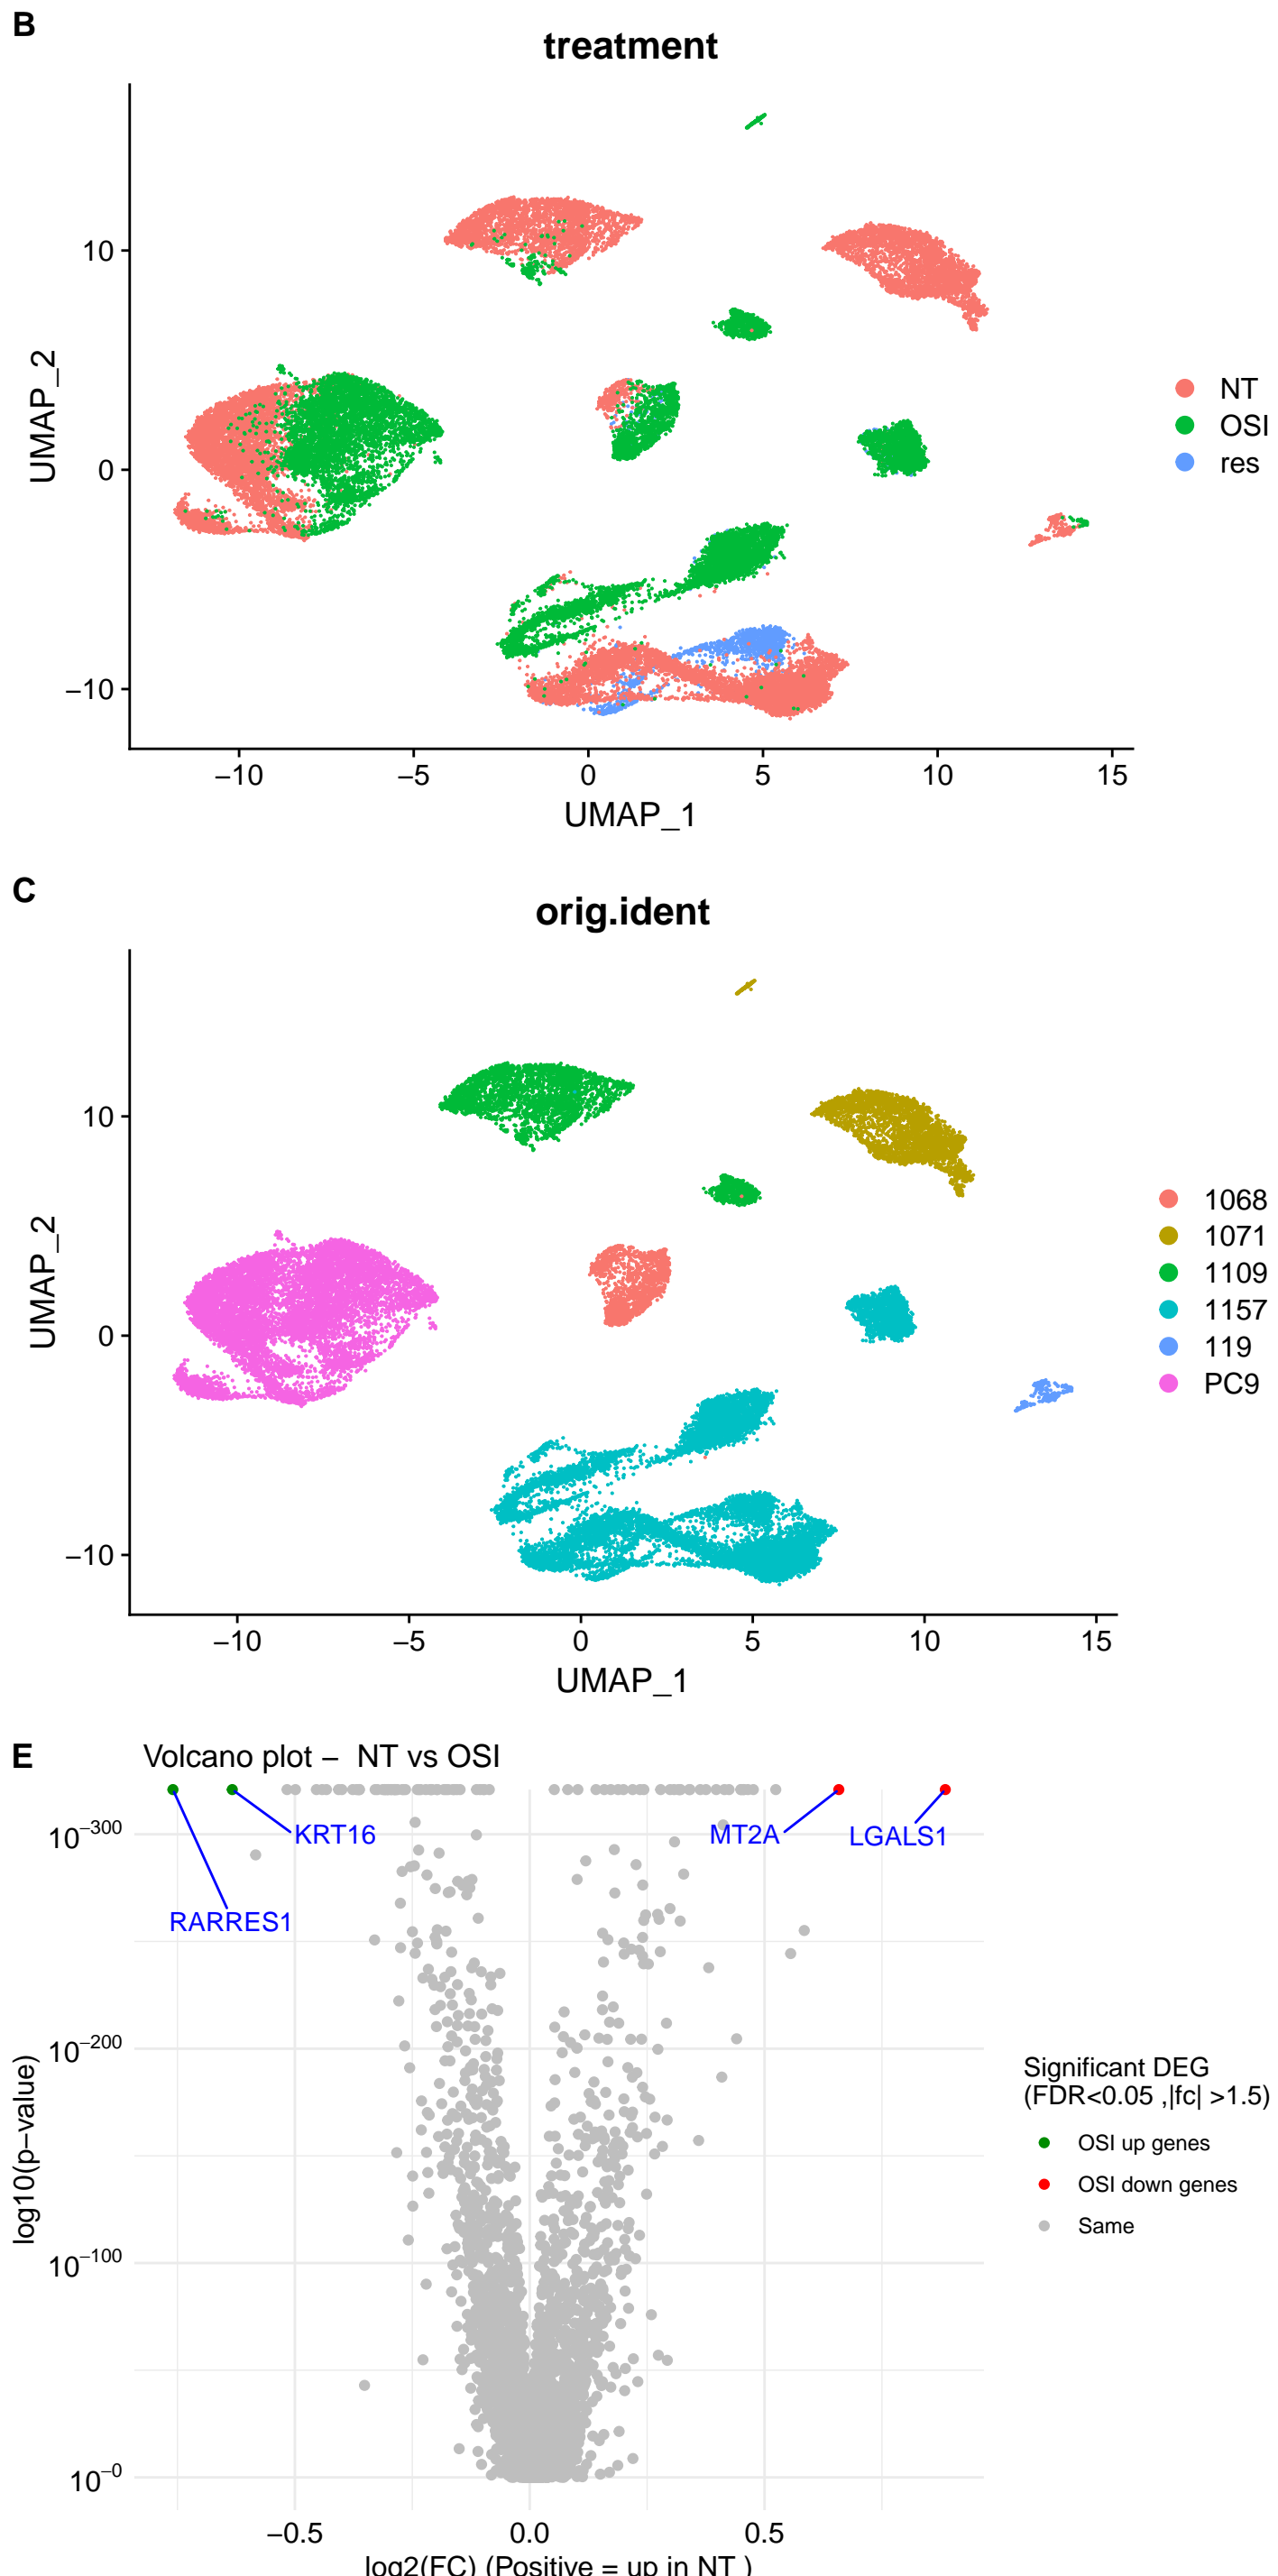 B
treatment
10
0
−10
UMAP_2
−10 −5 0 5 10 15
UMAP_1
NT
OSI
res
C
orig.ident
10
0
−10
UMAP_2
−10 −5 0 5 10 15
UMAP_1
1068
1071
1109
1157
119
PC9
E
Volcano plot − NT vs OSI
KRT16
MT2A
LGALS1
RARRES1
10−300
10−200
10−100
10−0
log10(p−value)
−0.5 0.0 0.5
log2(FC) (Positive = up in NT )
Significant DEG
(FDR<0.05 ,|fc| >1.5)
OSI up genes
OSI down genes
Same